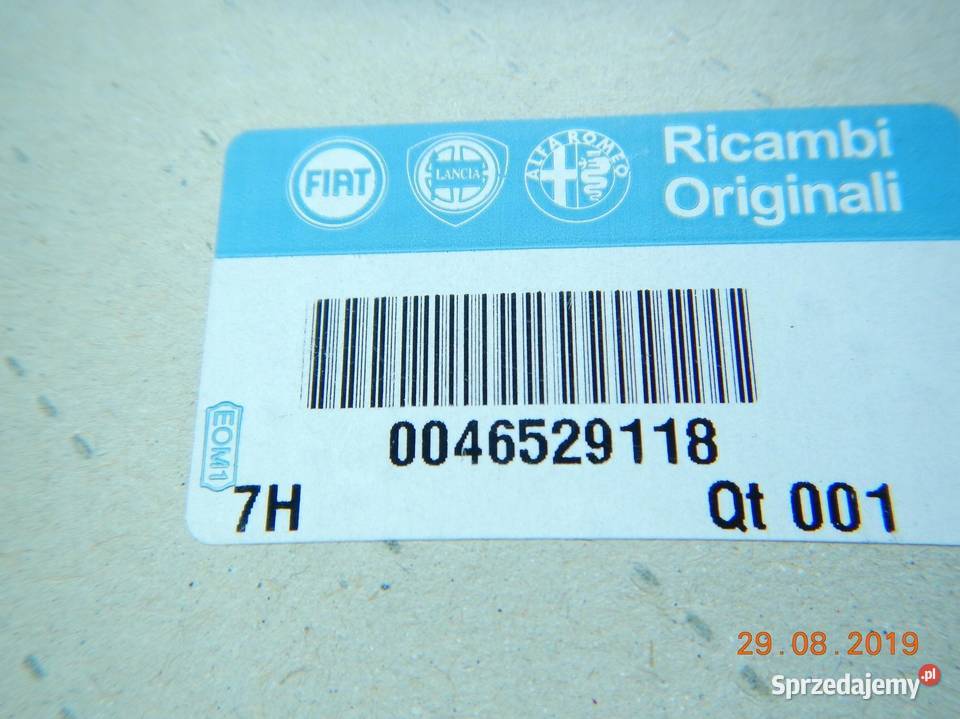 FIAT
LANCIA
ALFA ROMEO
Ricambi
Originali
0046529118
EOM1
7H
Qt 001
29.08.2019
Sprzedajemy.pl